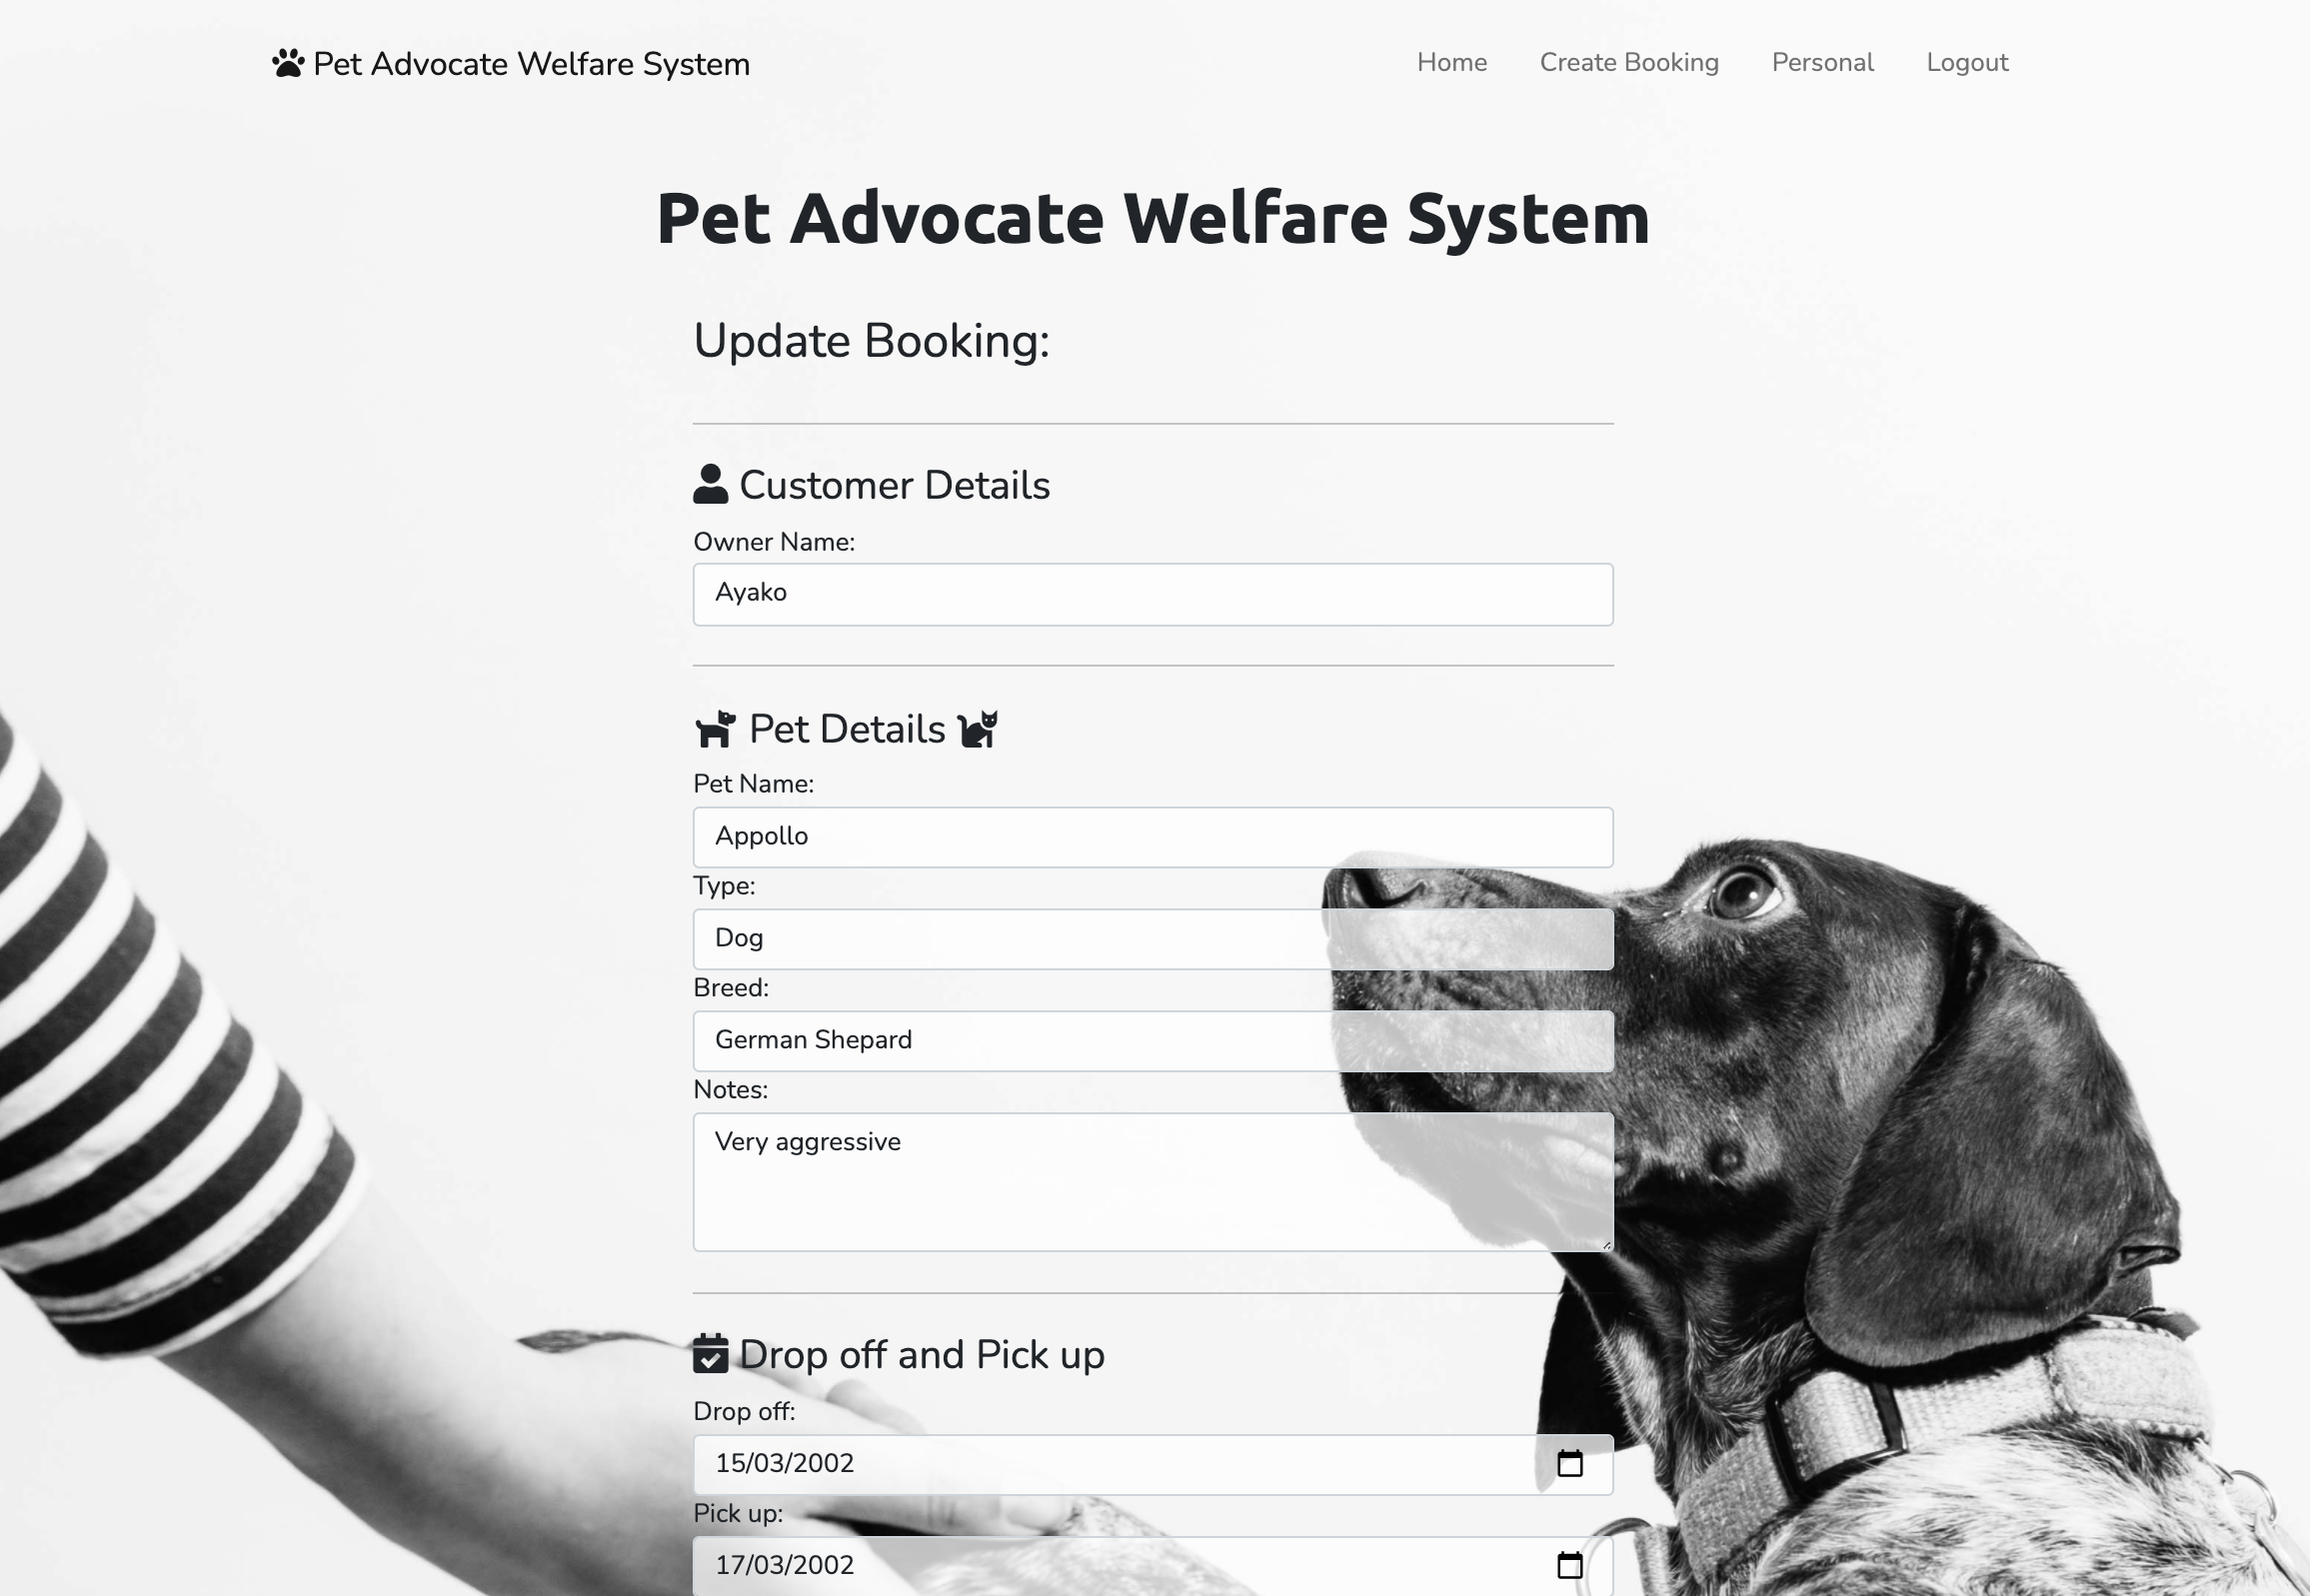 Pet Advocate Welfare System
Home Create Booking Personal Logout
Pet Advocate Welfare System
Update Booking:
Customer Details
Owner Name:
Ayako
Pet Details
Pet Name:
Appollo
Type:
Dog
Breed:
German Shepard
Notes:
Very aggressive
Drop off and Pick up
Drop off:
15/03/2002
Pick up:
17/03/2002